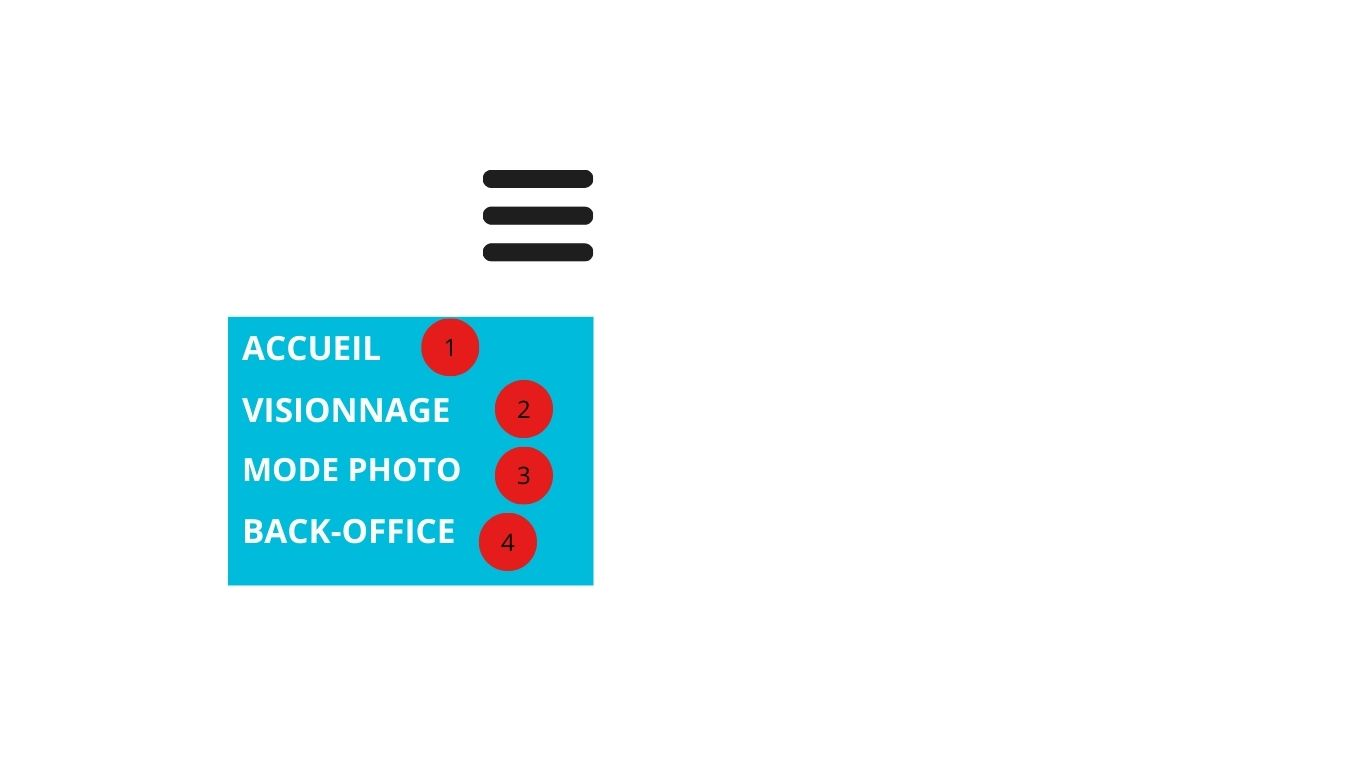 ACCUEIL 1
VISIONNAGE 2
MODE PHOTO 3
BACK-OFFICE 4